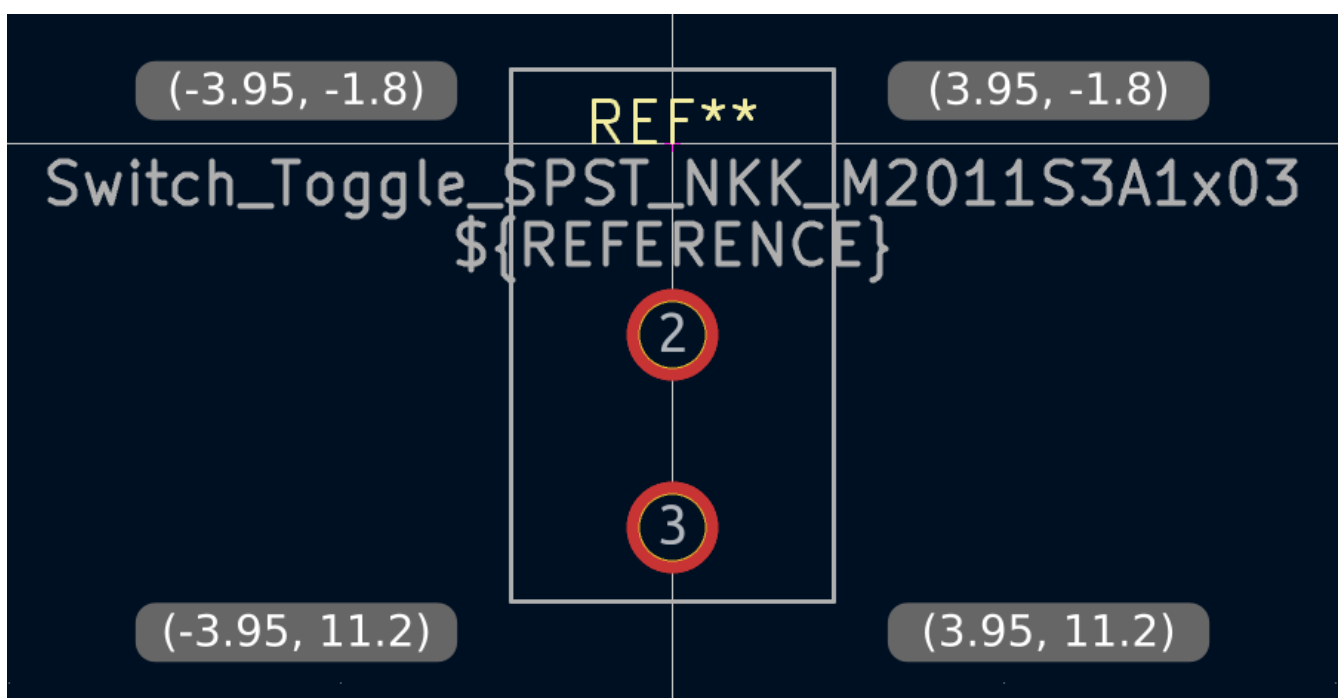 (-3.95, -1.8) (3.95, -1.8)
REF**
Switch_Toggle_SPST_NKK_M2011S3A1x03
${REFERENCE}
2
3
(-3.95, 11.2) (3.95, 11.2)